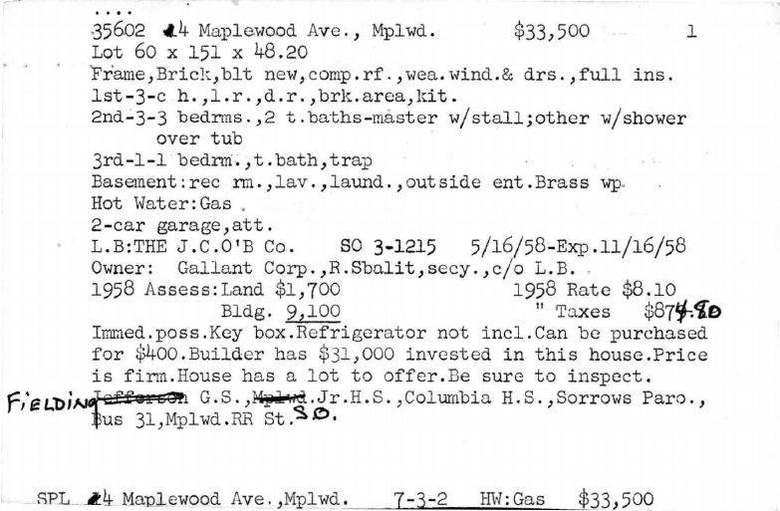 35602 24 Maplewood Ave., Mplwd. $33,500 1
Lot 60 x 151 x 48.20
Frame,Brick,blt new,comp.rf.,wea.wind.& drs.,full ins.
1st-3-c h.,l.r.,d.r.,brk.area,kit.
2nd-3-3 bedrms.,2 t.baths-master w/stall;other w/shower
over tub
3rd-1-1 bedrm.,t.bath,trap
Basement:rec rm.,lav.,laund.,outside ent.Brass wp.
Hot Water:Gas.
2-car garage,att.
L.B:THE J.C.O'B Co. SO 3-1215 5/16/58-Exp.11/16/58
Owner: Gallant Corp.,R.Sbalit,secy.,c/o L.B.
1958 Assess:Land $1,700 1958 Rate $8.10
Bldg. 9,100 " Taxes $874.80
Immed.poss.Key box.Refrigerator not incl.Can be purchased
for $400.Builder has $31,000 invested in this house.Price
is firm.House has a lot to offer.Be sure to inspect.
FiELDING Jefferson G.S.,Mplwd.Jr.H.S.,Columbia H.S.,Sorrows Paro.,
Bus 31,Mplwd.RR St. S.O.
SPL 24 Maplewood Ave.,Mplwd. 7-3-2 HW:Gas $33,500